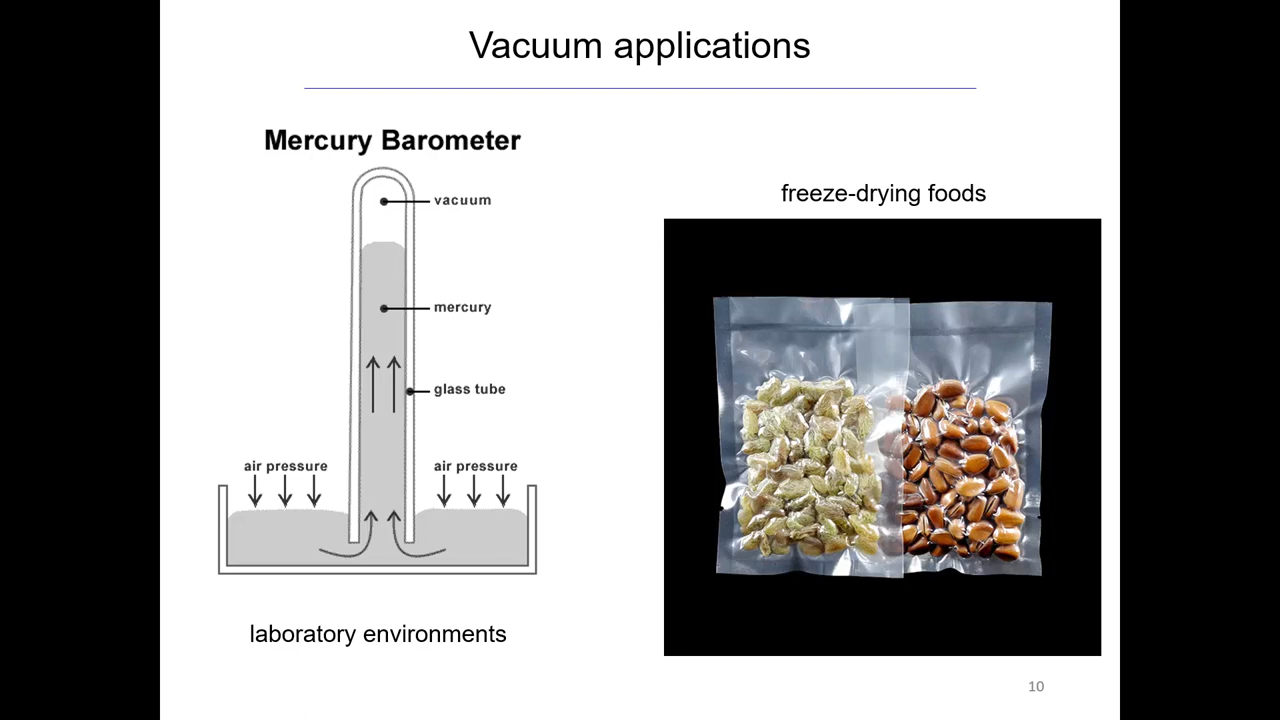 Vacuum applications
Mercury Barometer
vacuum
mercury
glass tube
air pressure
air pressure
laboratory environments
freeze-drying foods
10